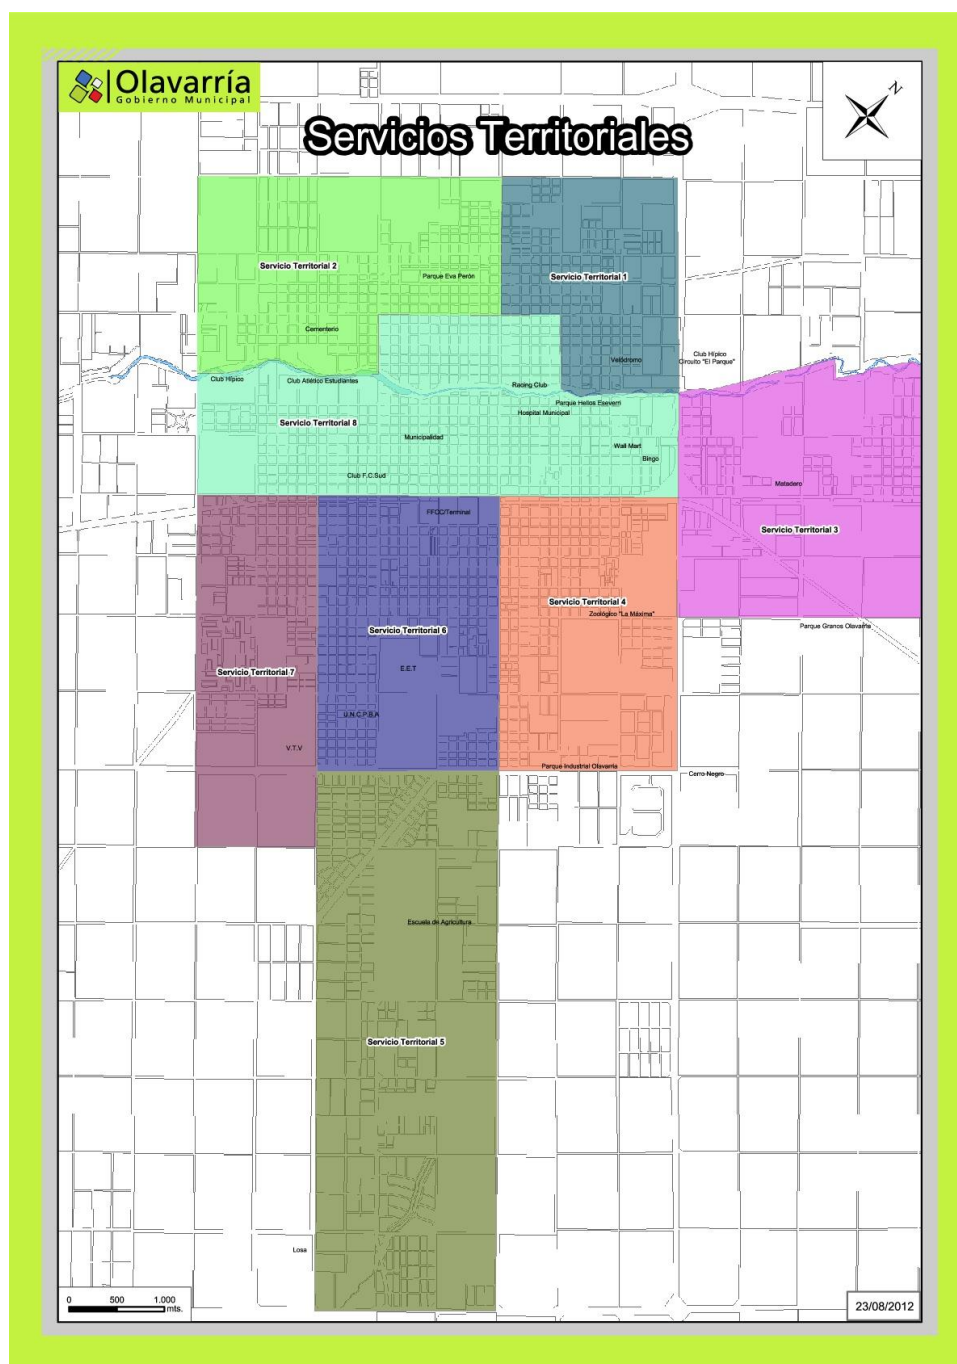 Olavarría
Gobierno Municipal
N
Servicios Territoriales
Servicio Territorial 2
Parque Eva Perón
Servicio Territorial 1
Cementerio
Velódromo
Club Hípico
Circuito "El Parque"
Club Hípico
Club Atlético Estudiantes
Racing Club
Parque Helios Eseverri
Hospital Municipal
Servicio Territorial 8
Municipalidad
Wall Mart
Bingo
Club F.C.Sud
Matadero
FFCC/Terminal
Servicio Territorial 3
Servicio Territorial 4
Zoológico "La Máxima"
Parque Granos Olavarría
Servicio Territorial 6
E.E.T
Servicio Territorial 7
U.N.C.P.B.A
V.T.V
Parque Industrial Olavarría
Cerro Negro
Escuela de Agricultura
Servicio Territorial 5
Losa
0 500 1.000
mts.
23/08/2012